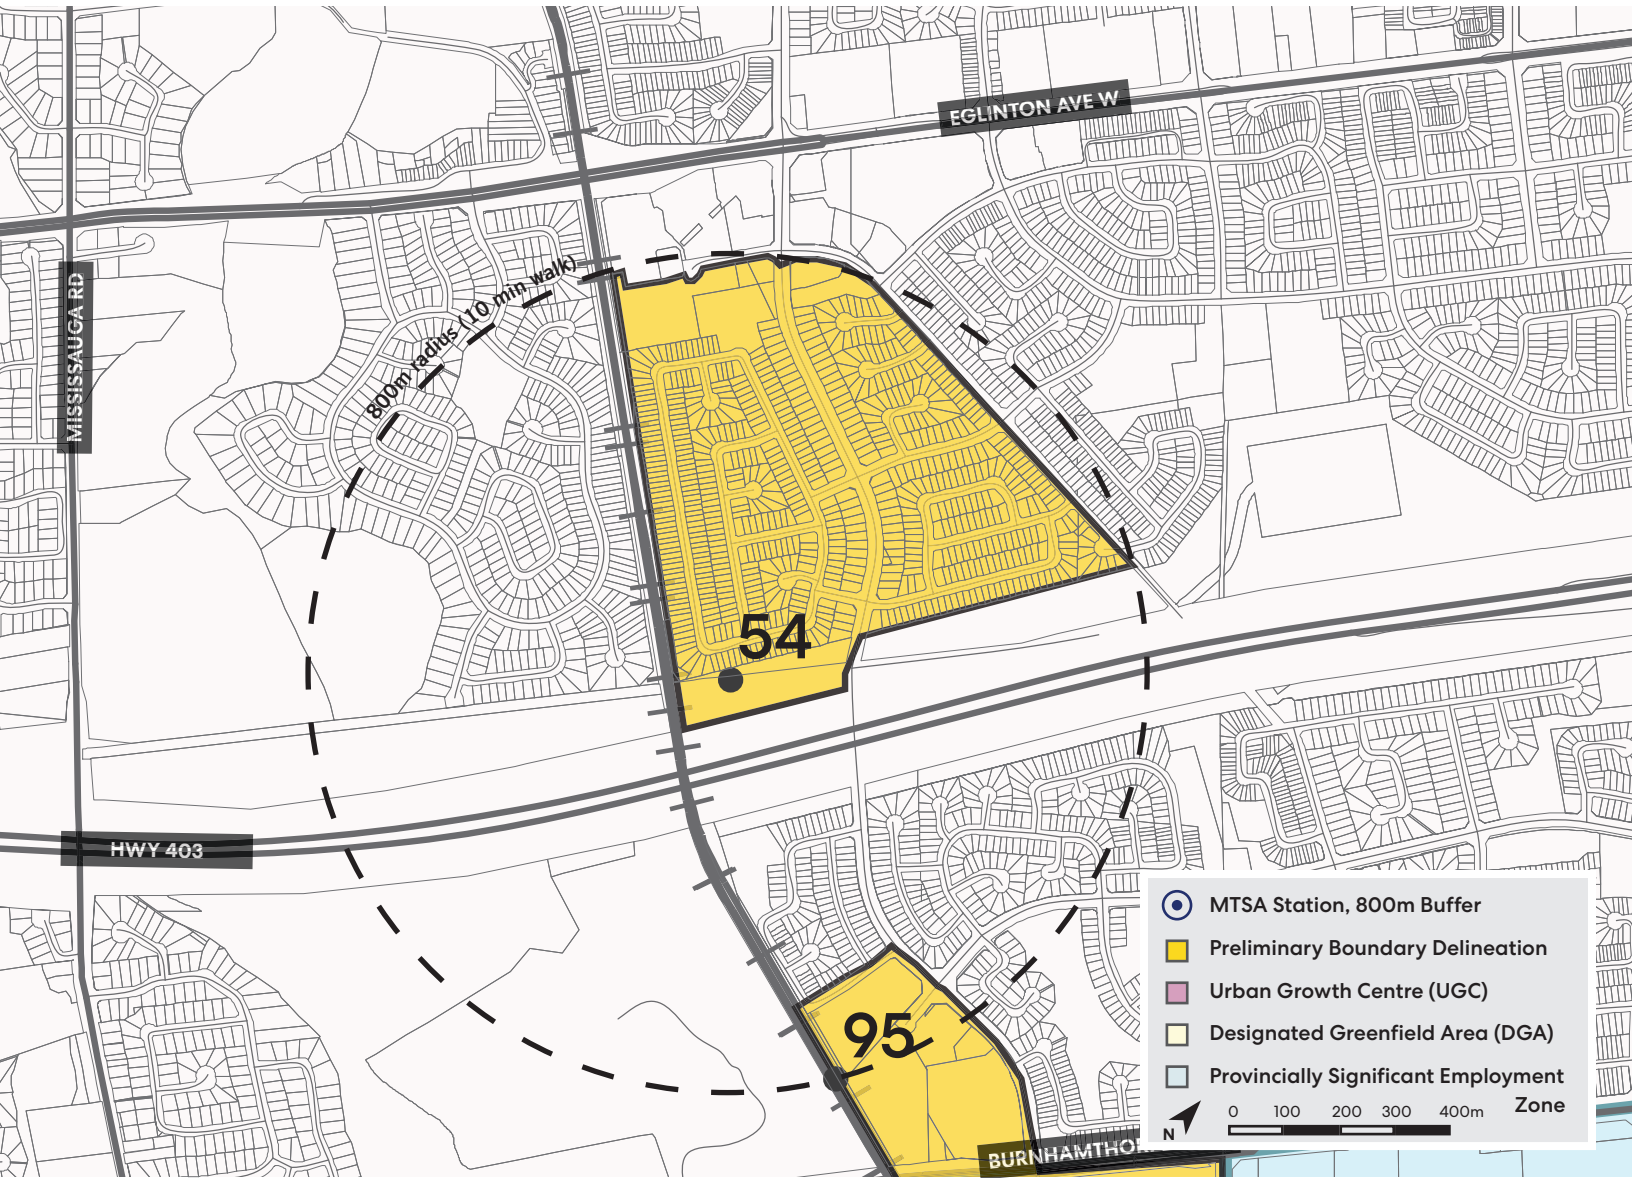 EGLINTON AVE W
MISSISSAUGA RD
800m radius (10 min walk)
54
HWY 403
95
MTSA Station, 800m Buffer
Preliminary Boundary Delineation
Urban Growth Centre (UGC)
Designated Greenfield Area (DGA)
Provincially Significant Employment
Zone
0 100 200 300 400m
N